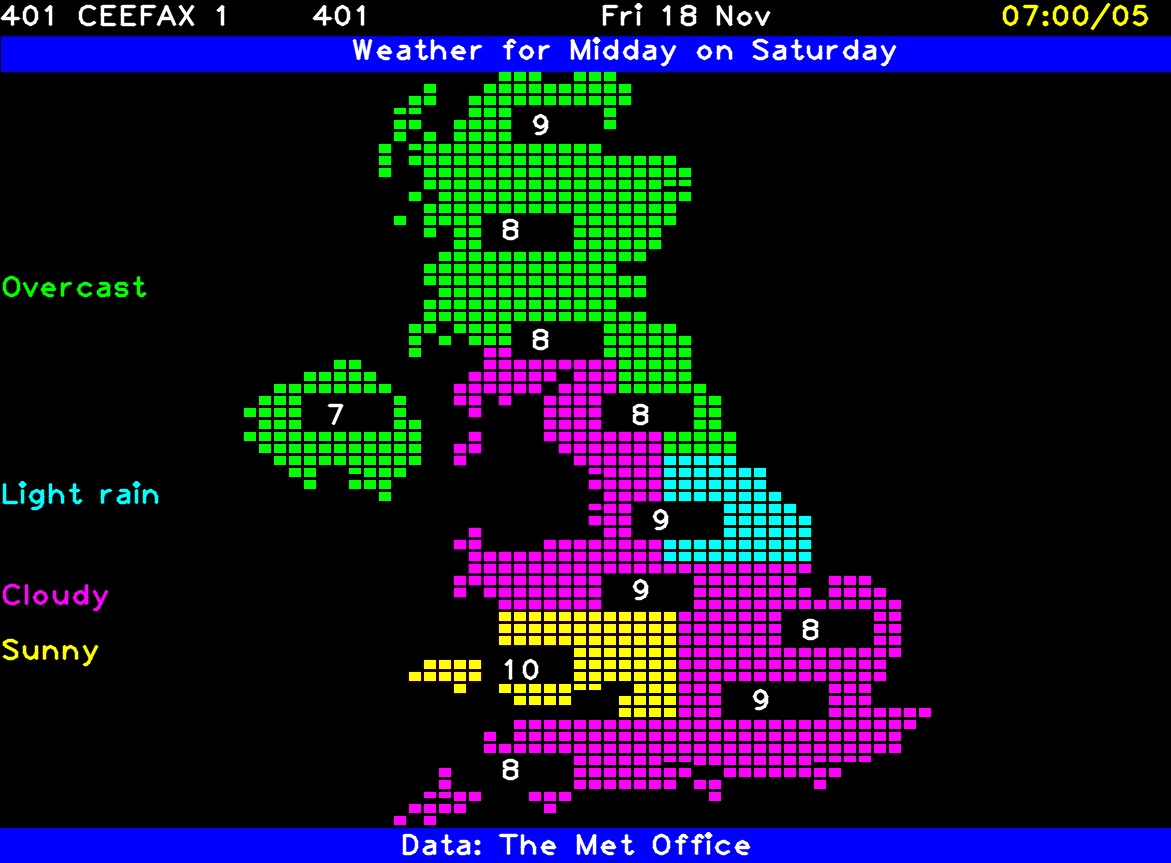 401 CEEFAX 1 401 Fri 18 Nov 07:00/05
Weather for Midday on Saturday
9
8
Overcast
8
7 8
Light rain
9
9
Cloudy
8
Sunny
10
9
8
Data: The Met Office